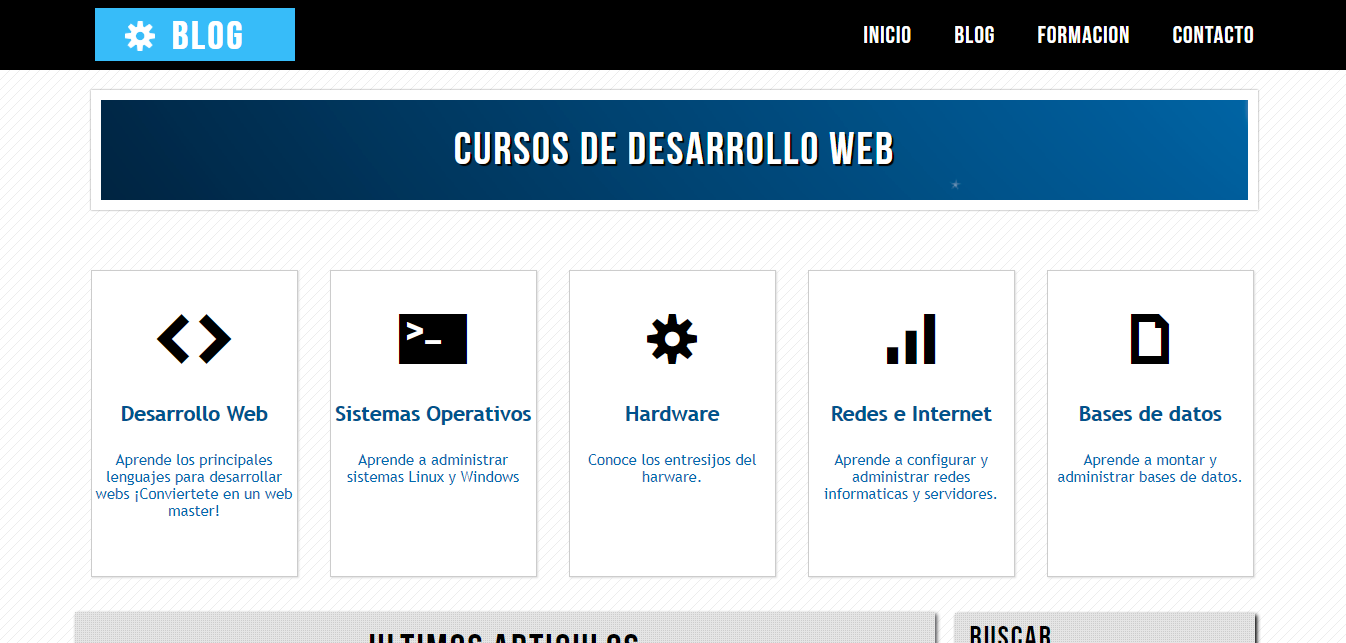 BLOG
INICIO BLOG FORMACION CONTACTO
CURSOS DE DESARROLLO WEB
>_
Desarrollo Web
Aprende los principales
lenguajes para desarrollar
webs ¡Conviertete en un web
master!
Sistemas Operativos
Aprende a administrar
sistemas Linux y Windows
Hardware
Conoce los entresijos del
harware.
Redes e Internet
Aprende a configurar y
administrar redes
informaticas y servidores.
Bases de datos
Aprende a montar y
administrar bases de datos.
ULTIMOS ARTICULOS
BUSCAR